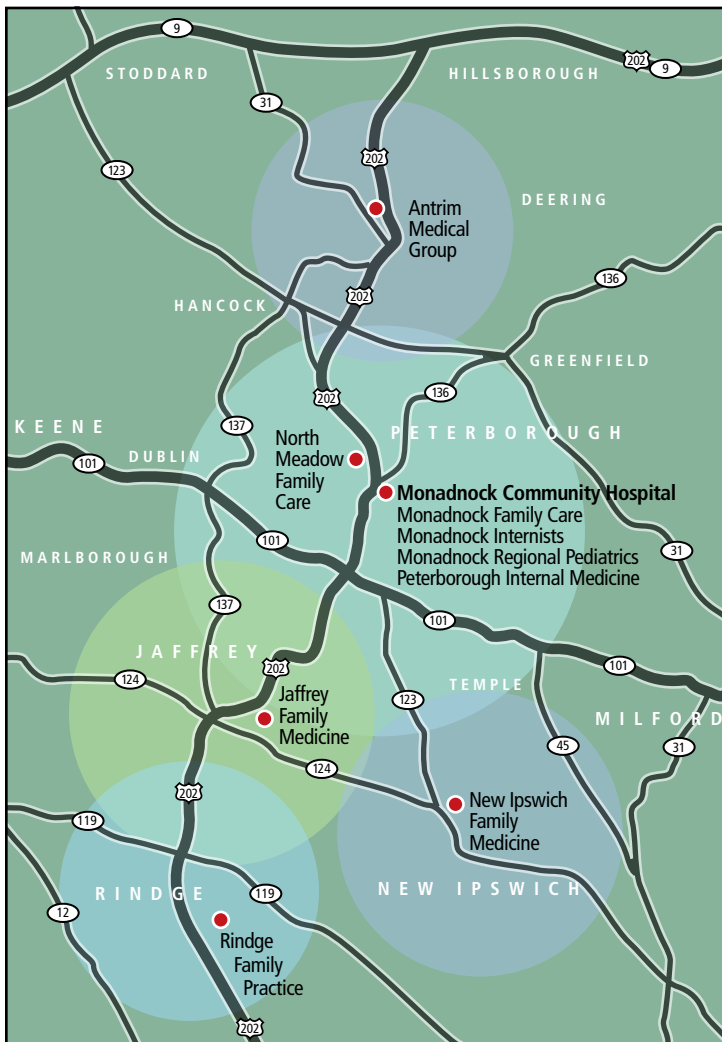 9
202
9
STODDARD
HILLSBOROUGH
31
202
123
DEERING
Antrim
Medical
Group
136
202
HANCOCK
GREENFIELD
202
136
137
KEENE
PETERBOROUGH
North
Meadow
Family
Care
DUBLIN
101
Monadnock Community Hospital
Monadnock Family Care
Monadnock Internists
Monadnock Regional Pediatrics
Peterborough Internal Medicine
101
31
MARLBOROUGH
137
101
JAFFREY
202
101
124
TEMPLE
Jaffrey
Family
Medicine
123
MILFORD
45
31
124
202
New Ipswich
Family
Medicine
119
RINDGE
119
NEW IPSWICH
12
Rindge
Family
Practice
202